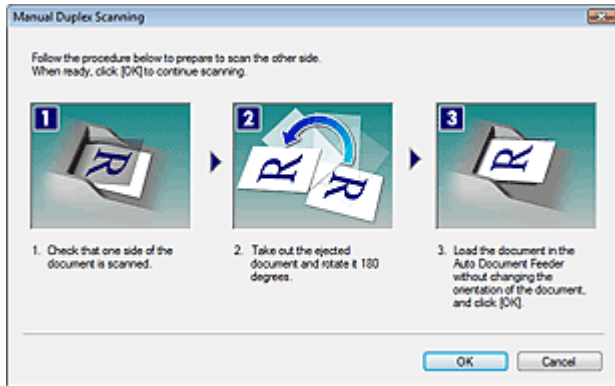 Manual Duplex Scanning
Follow the procedure below to prepare to scan the other side.
When ready, click [OK] to continue scanning.
1
2
3
R
R
R
R
1. Check that one side of the
document is scanned.
2. Take out the ejected
document and rotate it 180
degrees.
3. Load the document in the
Auto Document Feeder
without changing the
orientation of the document,
and click [OK].
OK
Cancel